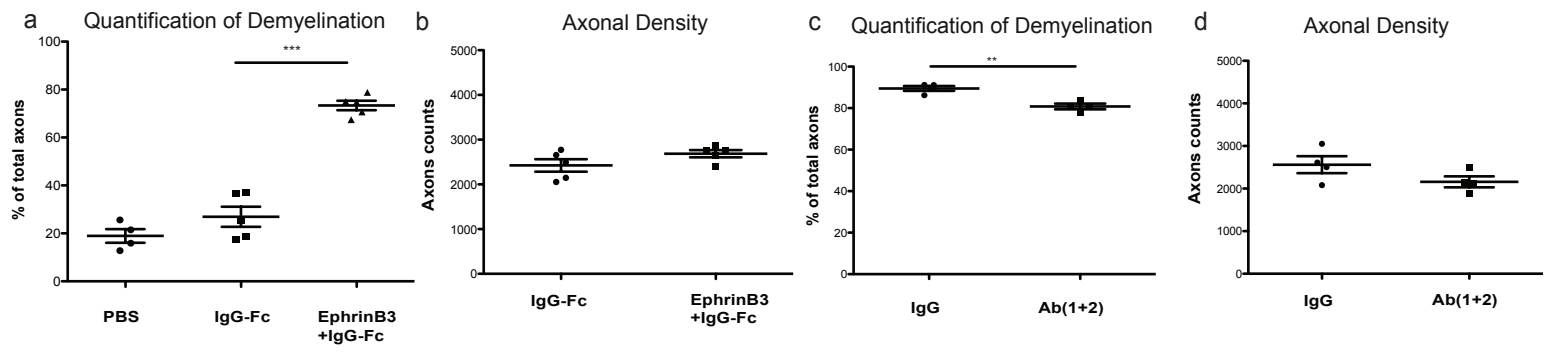 a
Quantification of Demyelination
% of total axons
100
80
60
40
20
0
***
PBS
IgG-Fc
EphrinB3
+IgG-Fc
b
Axonal Density
Axons counts
5000
4000
3000
2000
1000
0
IgG-Fc
EphrinB3
+IgG-Fc
c
Quantification of Demyelination
% of total axons
100
80
60
40
20
0
**
IgG
Ab(1+2)
d
Axonal Density
Axons counts
5000
4000
3000
2000
1000
0
IgG
Ab(1+2)